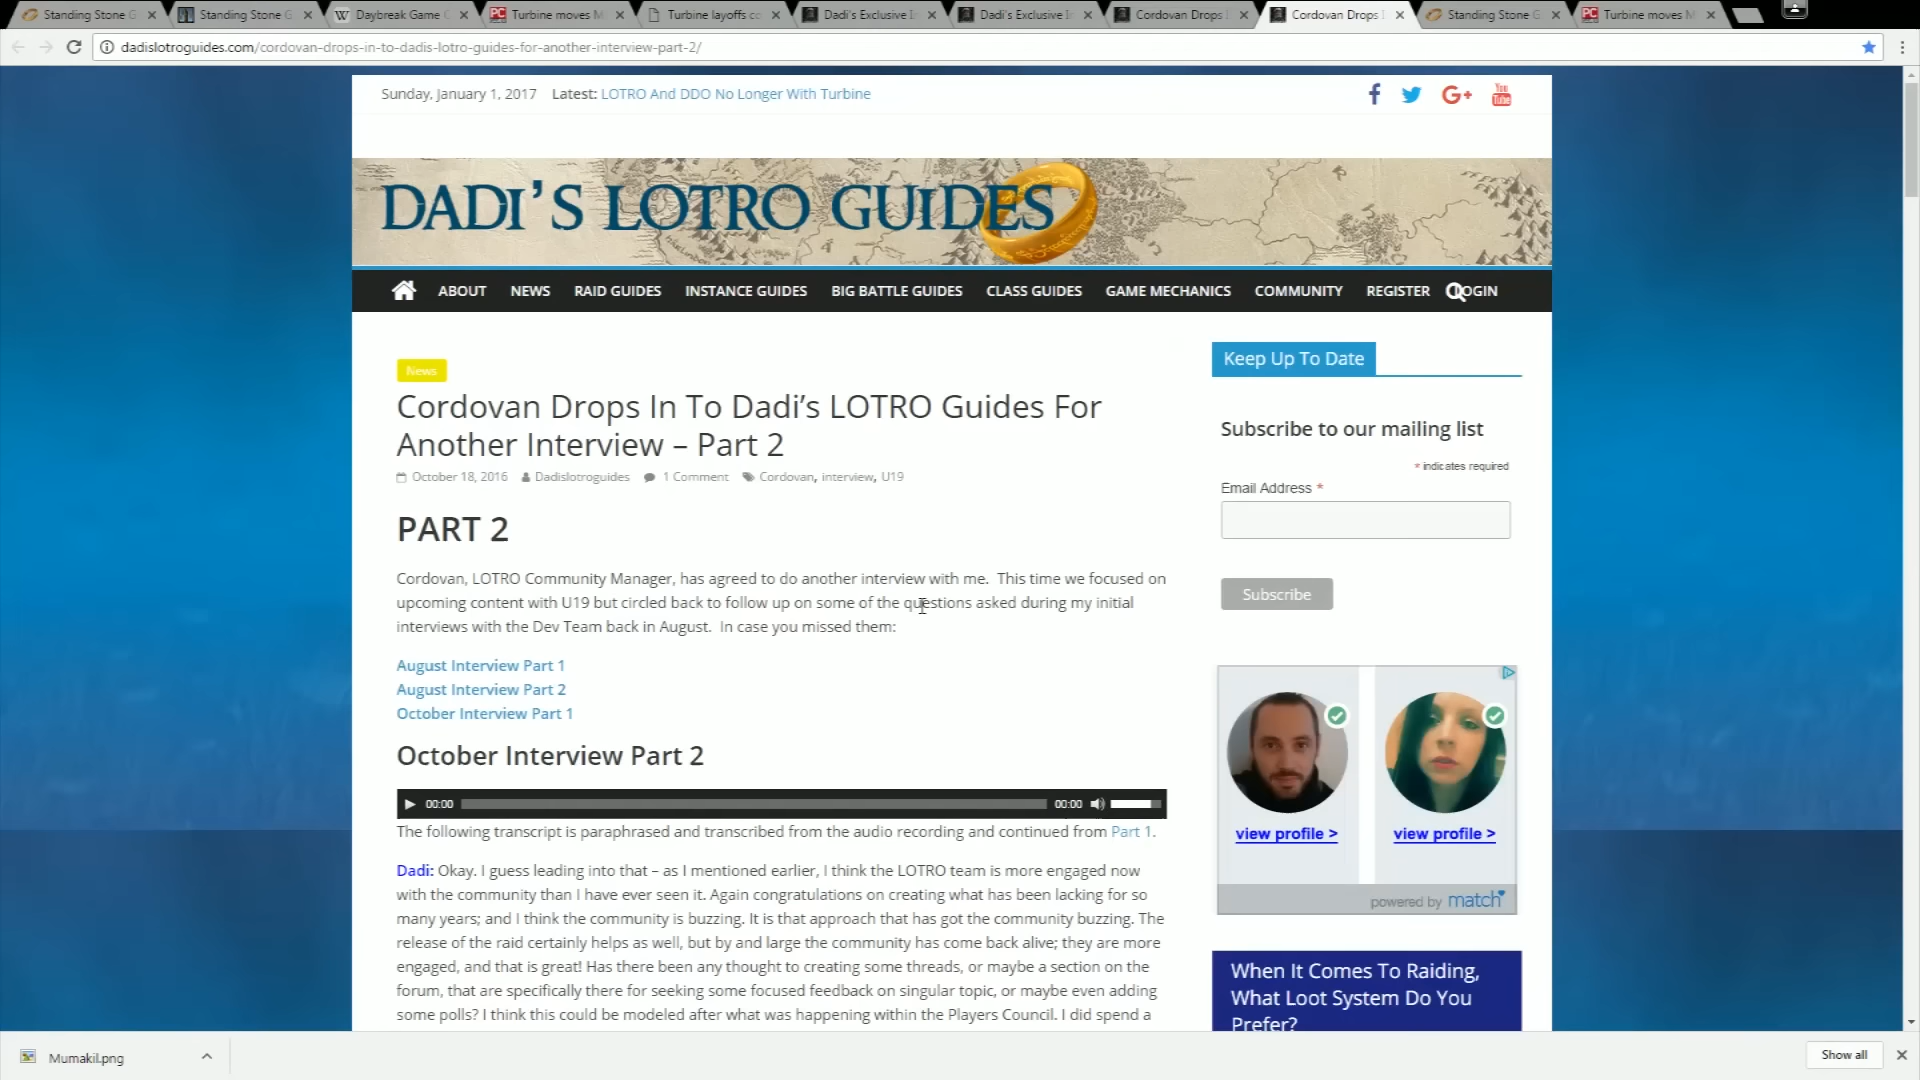 Standing Stone G
Standing Stone G
Daybreak Game C
Turbine moves M
Turbine layoffs co
Dadi's Exclusive I
Dadi's Exclusive I
Cordovan Drops I
Cordovan Drops I
Standing Stone G
Turbine moves M
dadislotroguides.com/cordovan-drops-in-to-dadis-lotro-guides-for-another-interview-part-2/
Sunday, January 1, 2017 Latest: LOTRO And DDO No Longer With Turbine
DADI'S LOTRO GUIDES
ABOUT NEWS RAID GUIDES INSTANCE GUIDES BIG BATTLE GUIDES CLASS GUIDES GAME MECHANICS COMMUNITY REGISTER LOGIN
News
Cordovan Drops In To Dadi's LOTRO Guides For
Another Interview – Part 2
October 18, 2016 Dadislotroguides 1 Comment Cordovan, interview, U19
PART 2
Cordovan, LOTRO Community Manager, has agreed to do another interview with me. This time we focused on
upcoming content with U19 but circled back to follow up on some of the questions asked during my initial
interviews with the Dev Team back in August. In case you missed them:
August Interview Part 1
August Interview Part 2
October Interview Part 1
October Interview Part 2
00:00 00:00
The following transcript is paraphrased and transcribed from the audio recording and continued from Part 1.
Dadi: Okay. I guess leading into that – as I mentioned earlier, I think the LOTRO team is more engaged now
with the community than I have ever seen it. Again congratulations on creating what has been lacking for so
many years; and I think the community is buzzing. It is that approach that has got the community buzzing. The
release of the raid certainly helps as well, but by and large the community has come back alive; they are more
engaged, and that is great! Has there been any thought to creating some threads, or maybe a section on the
forum, that are specifically there for seeking some focused feedback on singular topic, or maybe even adding
some polls? I think this could be modeled after what was happening within the Players Council. I did spend a
Keep Up To Date
Subscribe to our mailing list
* indicates required
Email Address *
Subscribe
view profile > view profile >
powered by match
When It Comes To Raiding,
What Loot System Do You
Prefer?
Mumakil.png
Show all